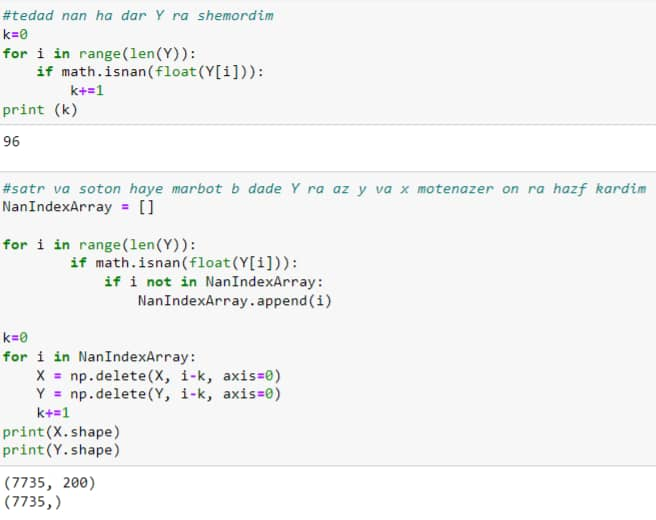 #tedad nan ha dar Y ra shemordim
k=0
for i in range(len(Y)):
    if math.isnan(float(Y[i])):
        k+=1
print (k)
96
#satr va soton haye marbot b dade Y ra az y va x motenazer on ra hazf kardim
NanIndexArray = []
for i in range(len(Y)):
        if math.isnan(float(Y[i])):
            if i not in NanIndexArray:
                NanIndexArray.append(i)
k=0
for i in NanIndexArray:
    X = np.delete(X, i-k, axis=0)
    Y = np.delete(Y, i-k, axis=0)
    k+=1
print(X.shape)
print(Y.shape)
(7735, 200)
(7735,)